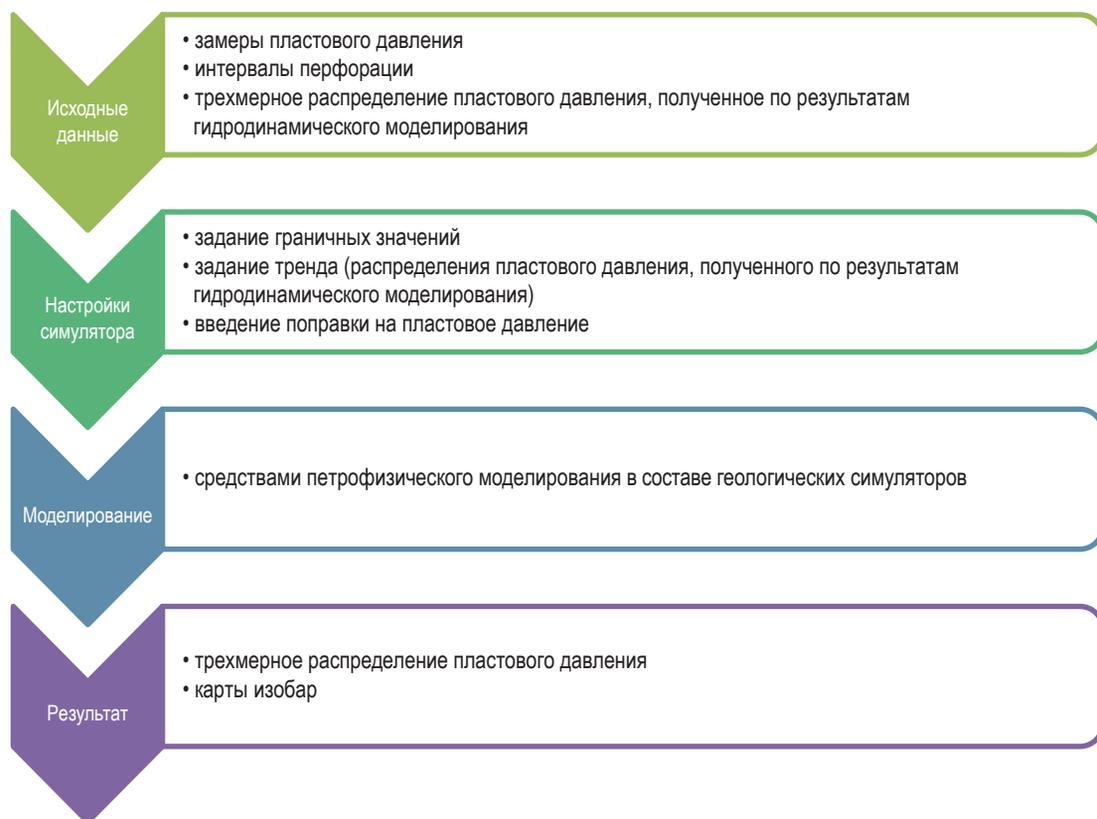 Исходные
данные
• замеры пластового давления
• интервалы перфорации
• трехмерное распределение пластового давления, полученное по результатам
гидродинамического моделирования
Настройки
симулятора
• задание граничных значений
• задание тренда (распределения пластового давления, полученного по результатам
гидродинамического моделирования)
• введение поправки на пластовое давление
Моделирование
• средствами петрофизического моделирования в составе геологических симуляторов
Результат
• трехмерное распределение пластового давления
• карты изобар